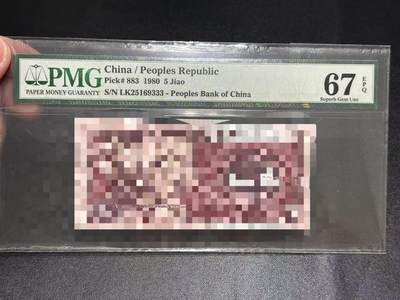 PMG
PAPER MONEY GUARANTY
China / Peoples Republic
Pick# 883 1980 5 Jiao
S/N LK25169333 - Peoples Bank of China
67 EPQ
Superb Gem Unc